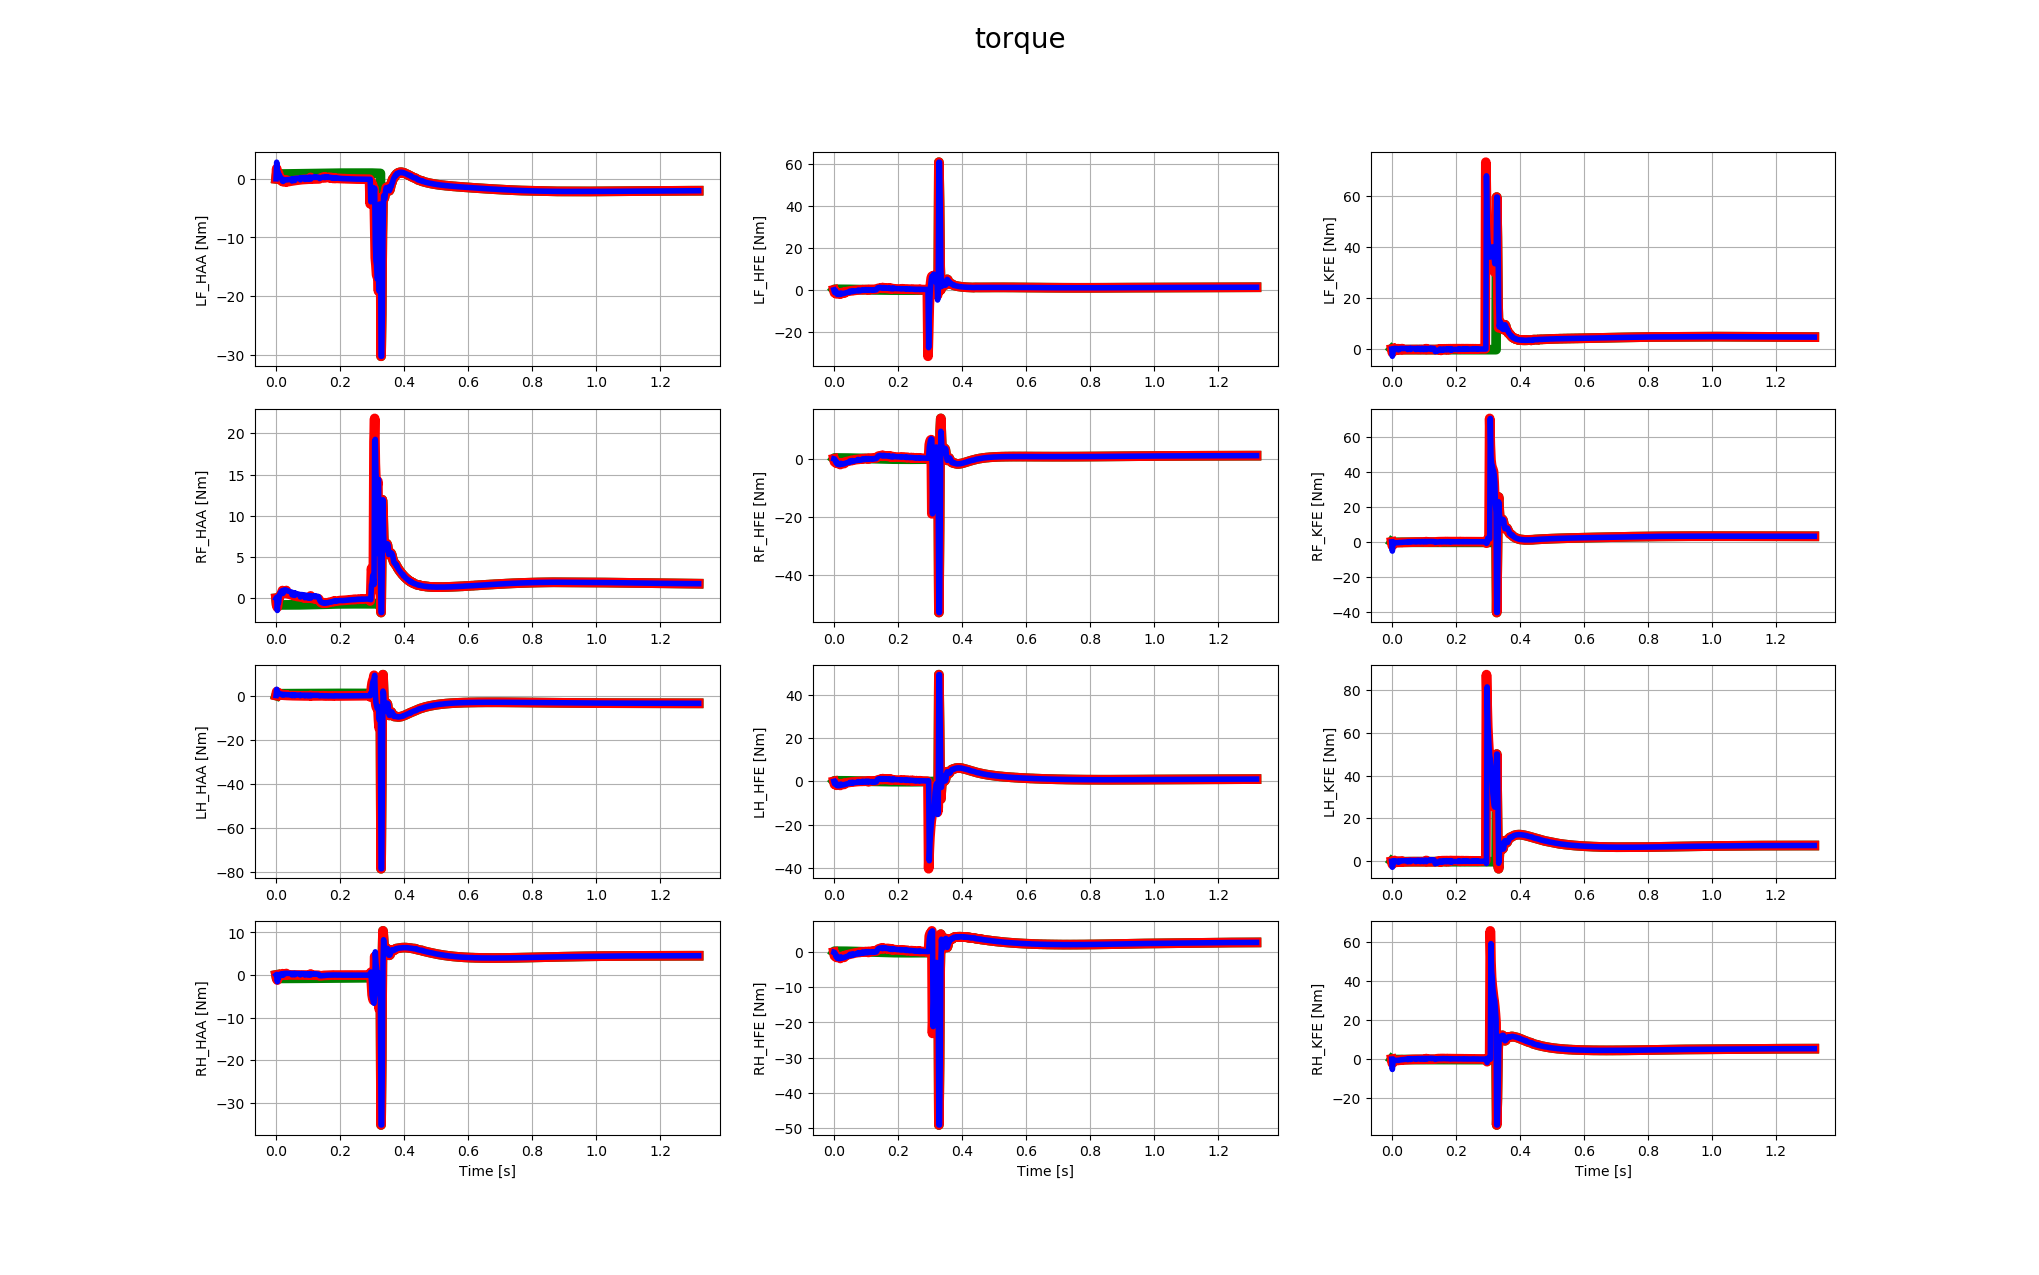 torque
LF_HAA [Nm]
0
−10
−20
−30
0.0 0.2 0.4 0.6 0.8 1.0 1.2
LF_HFE [Nm]
60
40
20
0
−20
0.0 0.2 0.4 0.6 0.8 1.0 1.2
LF_KFE [Nm]
60
40
20
0
0.0 0.2 0.4 0.6 0.8 1.0 1.2
RF_HAA [Nm]
20
15
10
5
0
0.0 0.2 0.4 0.6 0.8 1.0 1.2
RF_HFE [Nm]
0
−20
−40
0.0 0.2 0.4 0.6 0.8 1.0 1.2
RF_KFE [Nm]
60
40
20
0
−20
−40
0.0 0.2 0.4 0.6 0.8 1.0 1.2
LH_HAA [Nm]
0
−20
−40
−60
−80
0.0 0.2 0.4 0.6 0.8 1.0 1.2
LH_HFE [Nm]
40
20
0
−20
−40
0.0 0.2 0.4 0.6 0.8 1.0 1.2
LH_KFE [Nm]
80
60
40
20
0
0.0 0.2 0.4 0.6 0.8 1.0 1.2
RH_HAA [Nm]
10
0
−10
−20
−30
0.0 0.2 0.4 0.6 0.8 1.0 1.2
Time [s]
RH_HFE [Nm]
0
−10
−20
−30
−40
−50
0.0 0.2 0.4 0.6 0.8 1.0 1.2
Time [s]
RH_KFE [Nm]
60
40
20
0
−20
0.0 0.2 0.4 0.6 0.8 1.0 1.2
Time [s]